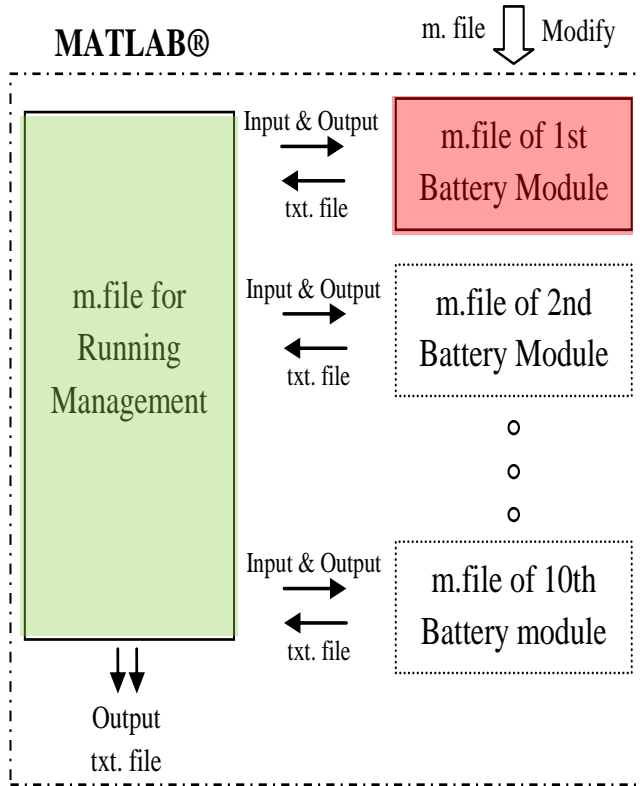 MATLAB®
m. file
Modify
m.file for
Running
Management
Input & Output
txt. file
m.file of 1st
Battery Module
Input & Output
txt. file
m.file of 2nd
Battery Module
Input & Output
txt. file
m.file of 10th
Battery module
Output
txt. file